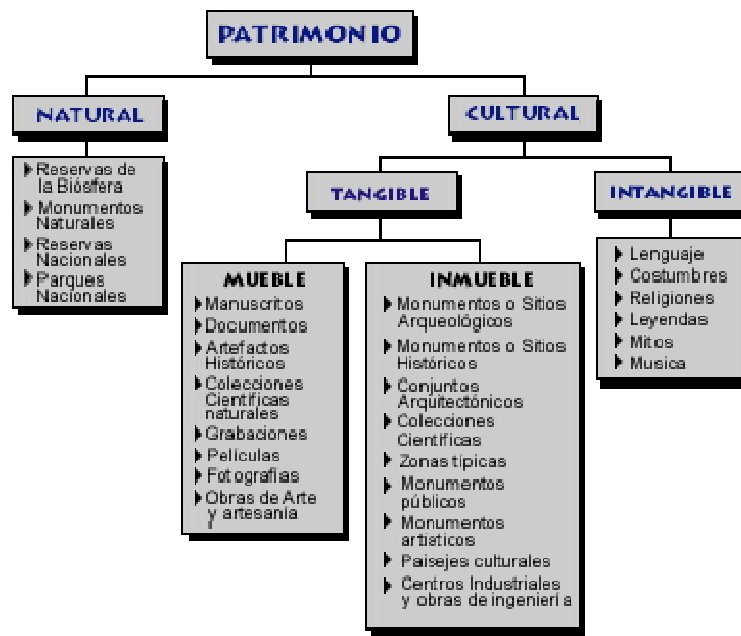 PATRIMONIO
NATURAL
Reservas de
la Biósfera
Monumentos
Naturales
Reservas
Nacionales
Parques
Nacionales
CULTURAL
TANGIBLE
MUEBLE
Manuscritos
Documentos
Artefactos
Históricos
Colecciones
Científicas
naturales
Grabaciones
Películas
Fotografías
Obras de Arte
y artesanía
INMUEBLE
Monumentos o Sitios
Arqueológicos
Monumentos o Sitios
Históricos
Conjuntos
Arquitectónicos
Colecciones
Científicas
Zonas típicas
Monumentos
públicos
Monumentos
artísticos
Paisejes culturales
Centros Industriales
y obras de ingeniería
INTANGIBLE
Lenguaje
Costumbres
Religiones
Leyendas
Mitos
Musica